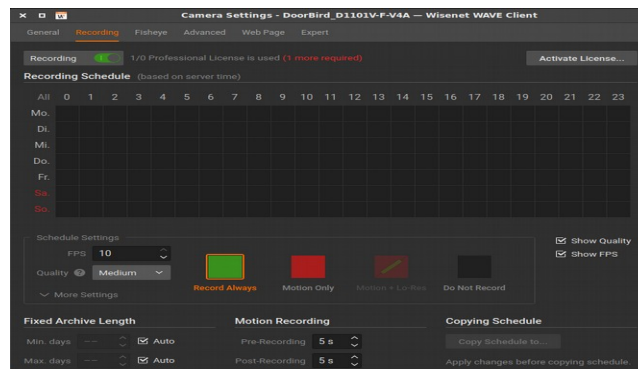 Camera Settings - DoorBird_D1101V-F-V4A — Wisenet WAVE Client
General Recording Fisheye Advanced Web Page Expert
Recording 1/0 Professional License is used (1 more required) Activate License...
Recording Schedule (based on server time)
All 0 1 2 3 4 5 6 7 8 9 10 11 12 13 14 15 16 17 18 19 20 21 22 23
Mo.
Di.
Mi.
Do.
Fr.
Sa.
So.
Schedule Settings
Show Quality
FPS 10
Show FPS
Quality ? Medium
Record Always Motion Only Motion + Lo-Res Do Not Record
More Settings
Fixed Archive Length Motion Recording Copying Schedule
Min. days -- Auto Pre-Recording 5 s Copy Schedule to...
Max. days -- Auto Post-Recording 5 s Apply changes before copying schedule.